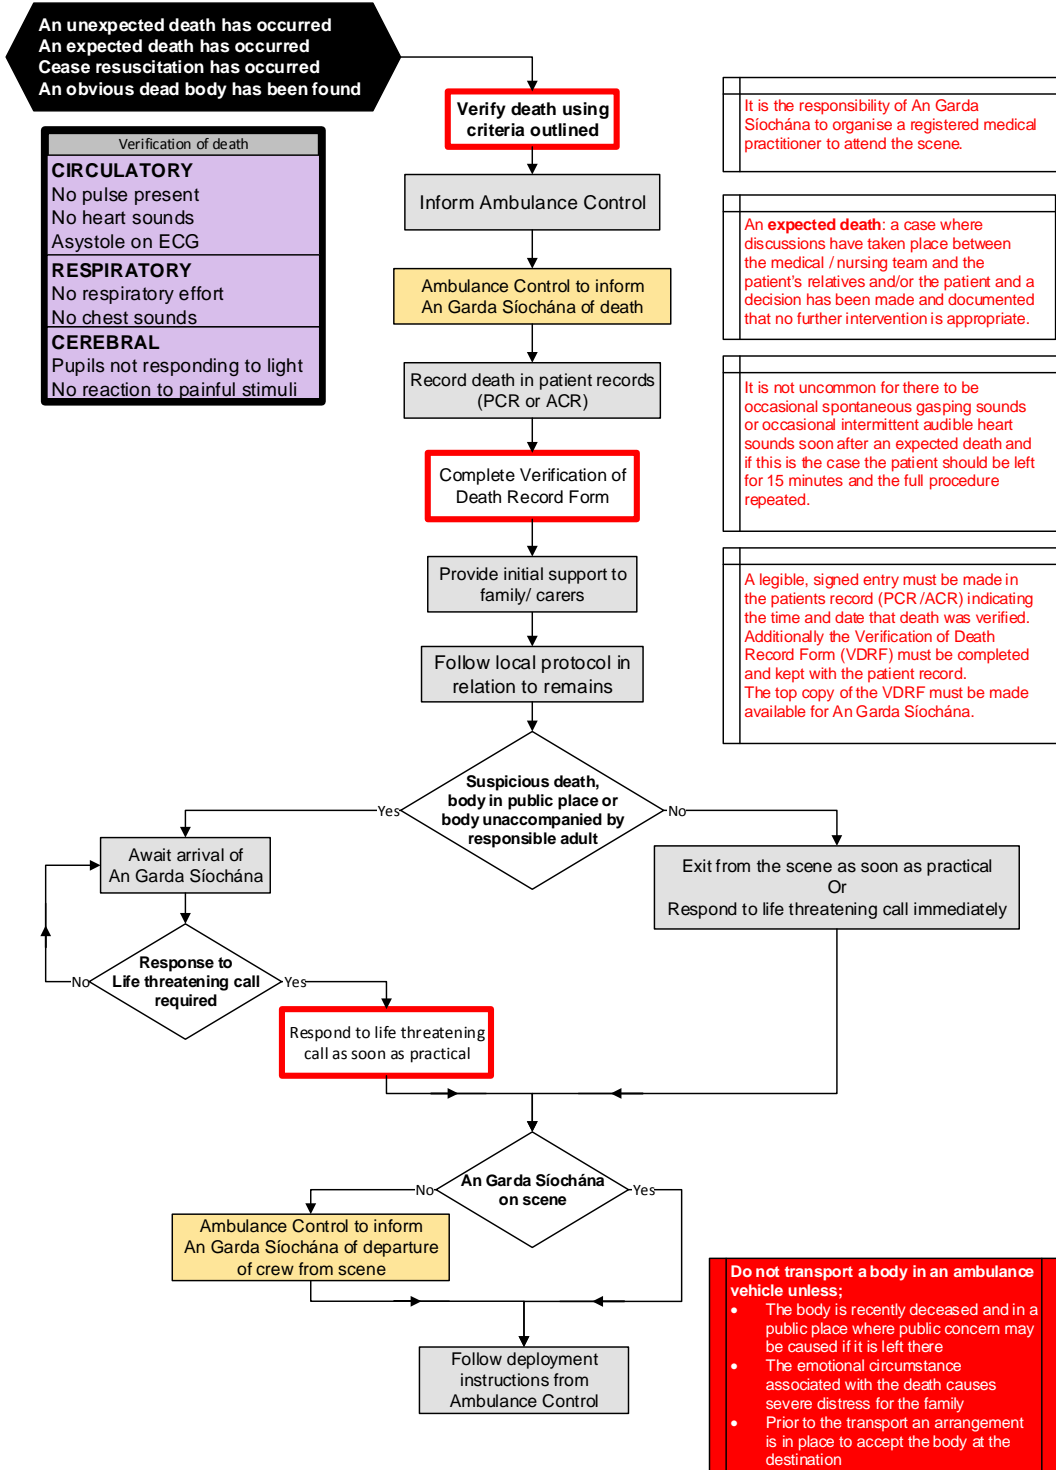 An unexpected death has occurred
An expected death has occurred
Cease resuscitation has occurred
An obvious dead body has been found
Verify death using
criteria outlined
It is the responsibility of An Garda
Síochána to organise a registered medical
practitioner to attend the scene.
Verification of death
CIRCULATORY
No pulse present
No heart sounds
Asystole on ECG
RESPIRATORY
No respiratory effort
No chest sounds
CEREBRAL
Pupils not responding to light
No reaction to painful stimuli
Inform Ambulance Control
An expected death: a case where
discussions have taken place between
the medical / nursing team and the
patient's relatives and/or the patient and a
decision has been made and documented
that no further intervention is appropriate.
Ambulance Control to inform
An Garda Síochána of death
Record death in patient records
(PCR or ACR)
It is not uncommon for there to be
occasional spontaneous gasping sounds
or occasional intermittent audible heart
sounds soon after an expected death and
if this is the case the patient should be left
for 15 minutes and the full procedure
repeated.
Complete Verification of
Death Record Form
Provide initial support to
family/ carers
A legible, signed entry must be made in
the patients record (PCR /ACR) indicating
the time and date that death was verified.
Additionally the Verification of Death
Record Form (VDRF) must be completed
and kept with the patient record.
The top copy of the VDRF must be made
available for An Garda Síochána.
Follow local protocol in
relation to remains
Suspicious death,
body in public place or
body unaccompanied by
responsible adult
Yes
No
Await arrival of
An Garda Síochána
Exit from the scene as soon as practical
Or
Respond to life threatening call immediately
Response to
Life threatening call
required
No
Yes
Respond to life threatening
call as soon as practical
An Garda Síochána
on scene
No
Yes
Ambulance Control to inform
An Garda Síochána of departure
of crew from scene
Follow deployment
instructions from
Ambulance Control
Do not transport a body in an ambulance
vehicle unless;
• The body is recently deceased and in a
public place where public concern may
be caused if it is left there
• The emotional circumstance
associated with the death causes
severe distress for the family
• Prior to the transport an arrangement
is in place to accept the body at the
destination